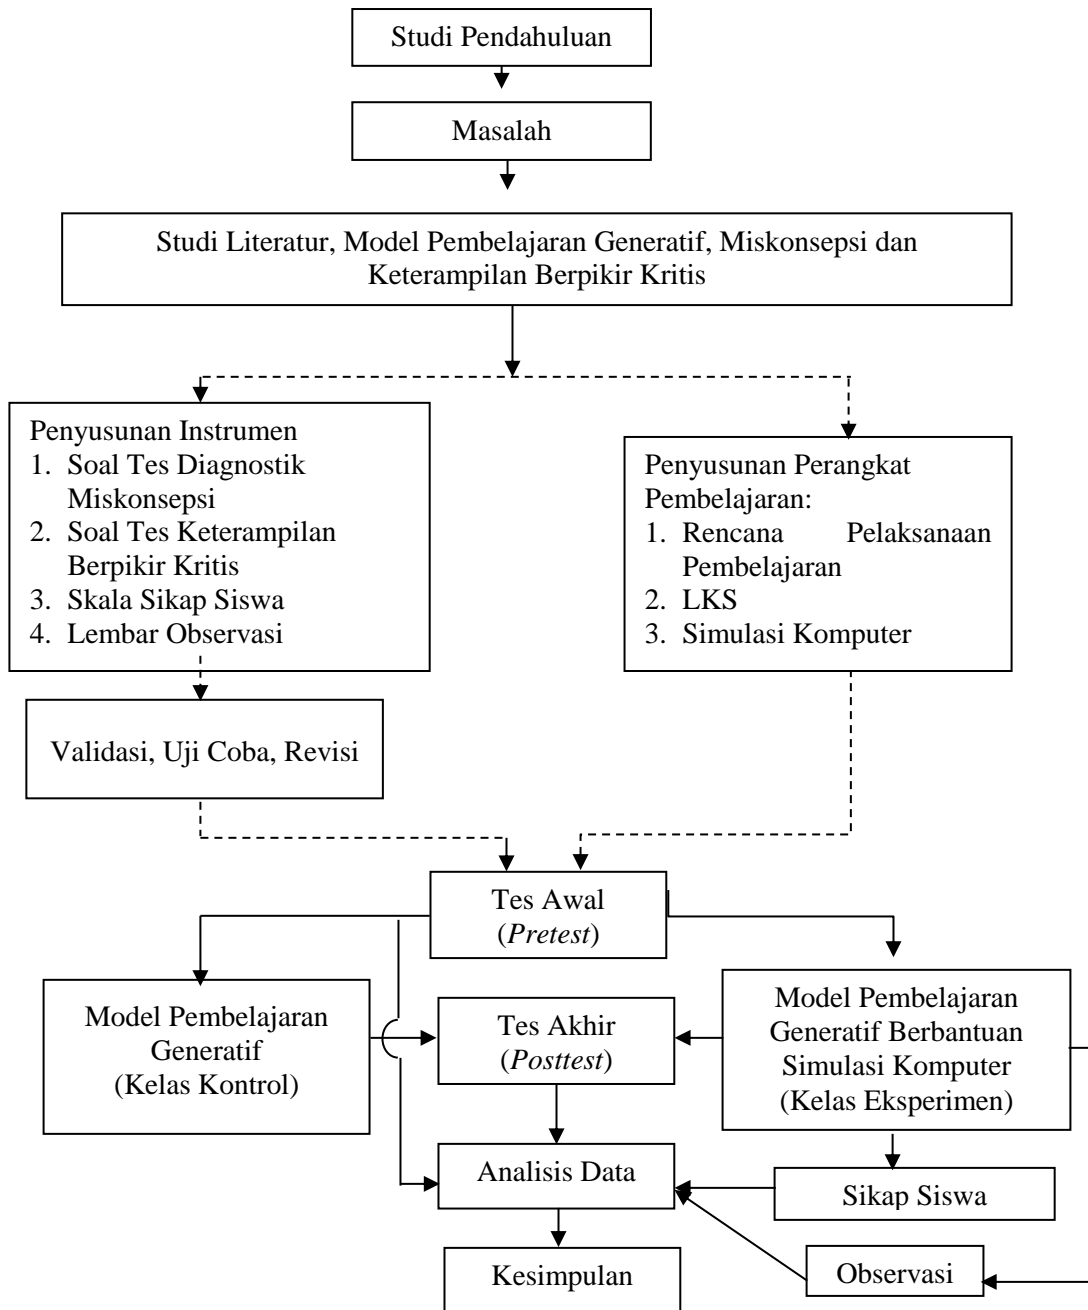 Studi Pendahuluan
Masalah
Studi Literatur, Model Pembelajaran Generatif, Miskonsepsi dan
Keterampilan Berpikir Kritis
Penyusunan Instrumen
1. Soal Tes Diagnostik
Miskonsepsi
2. Soal Tes Keterampilan
Berpikir Kritis
3. Skala Sikap Siswa
4. Lembar Observasi
Penyusunan Perangkat
Pembelajaran:
1. Rencana Pelaksanaan
Pembelajaran
2. LKS
3. Simulasi Komputer
Validasi, Uji Coba, Revisi
Tes Awal
(Pretest)
Model Pembelajaran
Generatif
(Kelas Kontrol)
Tes Akhir
(Posttest)
Model Pembelajaran
Generatif Berbantuan
Simulasi Komputer
(Kelas Eksperimen)
Analisis Data
Sikap Siswa
Observasi
Kesimpulan